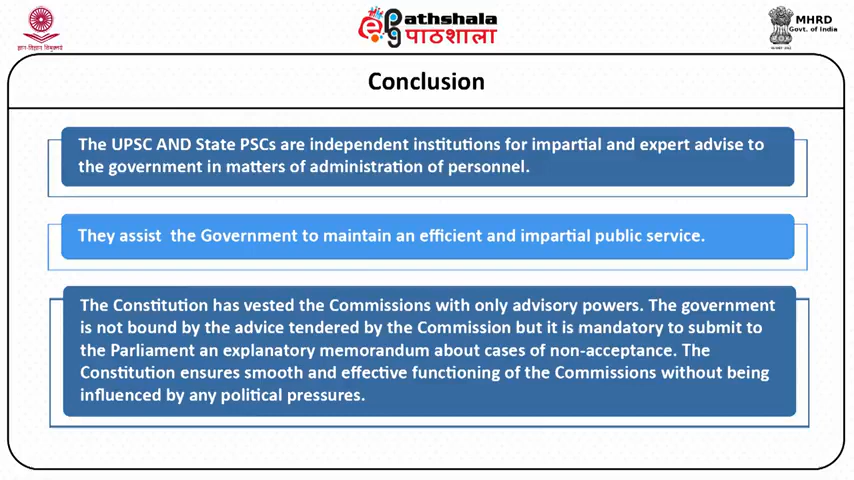 ज्ञान-विज्ञान विमुक्तये
epathshala
पाठशाला
MHRD
Govt. of India
Conclusion
The UPSC AND State PSCs are independent institutions for impartial and expert advise to
the government in matters of administration of personnel.
They assist the Government to maintain an efficient and impartial public service.
The Constitution has vested the Commissions with only advisory powers. The government
is not bound by the advice tendered by the Commission but it is mandatory to submit to
the Parliament an explanatory memorandum about cases of non-acceptance. The
Constitution ensures smooth and effective functioning of the Commissions without being
influenced by any political pressures.